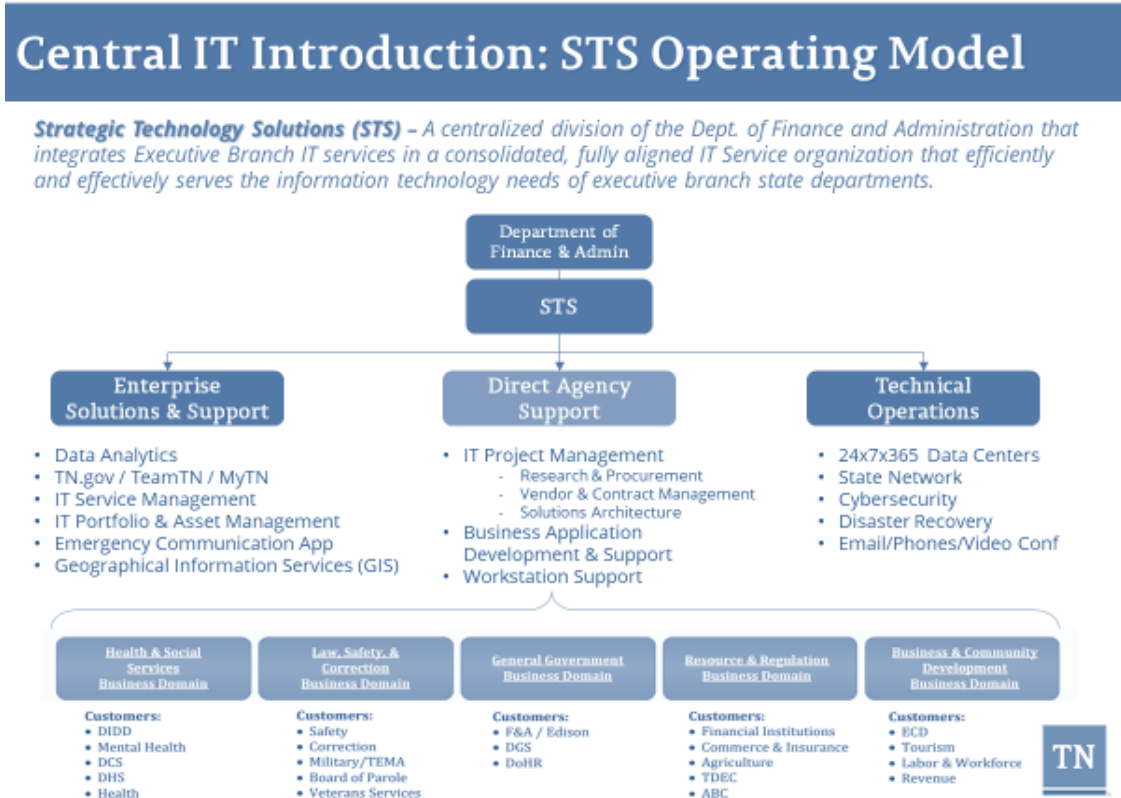 Central IT Introduction: STS Operating Model
Strategic Technology Solutions (STS) – A centralized division of the Dept. of Finance and Administration that
integrates Executive Branch IT services in a consolidated, fully aligned IT Service organization that efficiently
and effectively serves the information technology needs of executive branch state departments.
Department of
Finance & Admin
STS
Enterprise
Solutions & Support
• Data Analytics
• TN.gov / TeamTN / MyTN
• IT Service Management
• IT Portfolio & Asset Management
• Emergency Communication App
• Geographical Information Services (GIS)
Direct Agency
Support
• IT Project Management
- Research & Procurement
- Vendor & Contract Management
- Solutions Architecture
• Business Application
Development & Support
• Workstation Support
Technical
Operations
• 24x7x365 Data Centers
• State Network
• Cybersecurity
• Disaster Recovery
• Email/Phones/Video Conf
Health & Social
Services
Business Domain
Customers:
• DIDD
• Mental Health
• DCS
• DHS
• Health
Law, Safety, &
Correction
Business Domain
Customers:
• Safety
• Correction
• Military/TEMA
• Board of Parole
• Veterans Services
General Government
Business Domain
Customers:
• F&A / Edison
• DGS
• DoHR
Resource & Regulation
Business Domain
Customers:
• Financial Institutions
• Commerce & Insurance
• Agriculture
• TDEC
• ABC
Business & Community
Development
Business Domain
Customers:
• ECD
• Tourism
• Labor & Workforce
• Revenue
TN